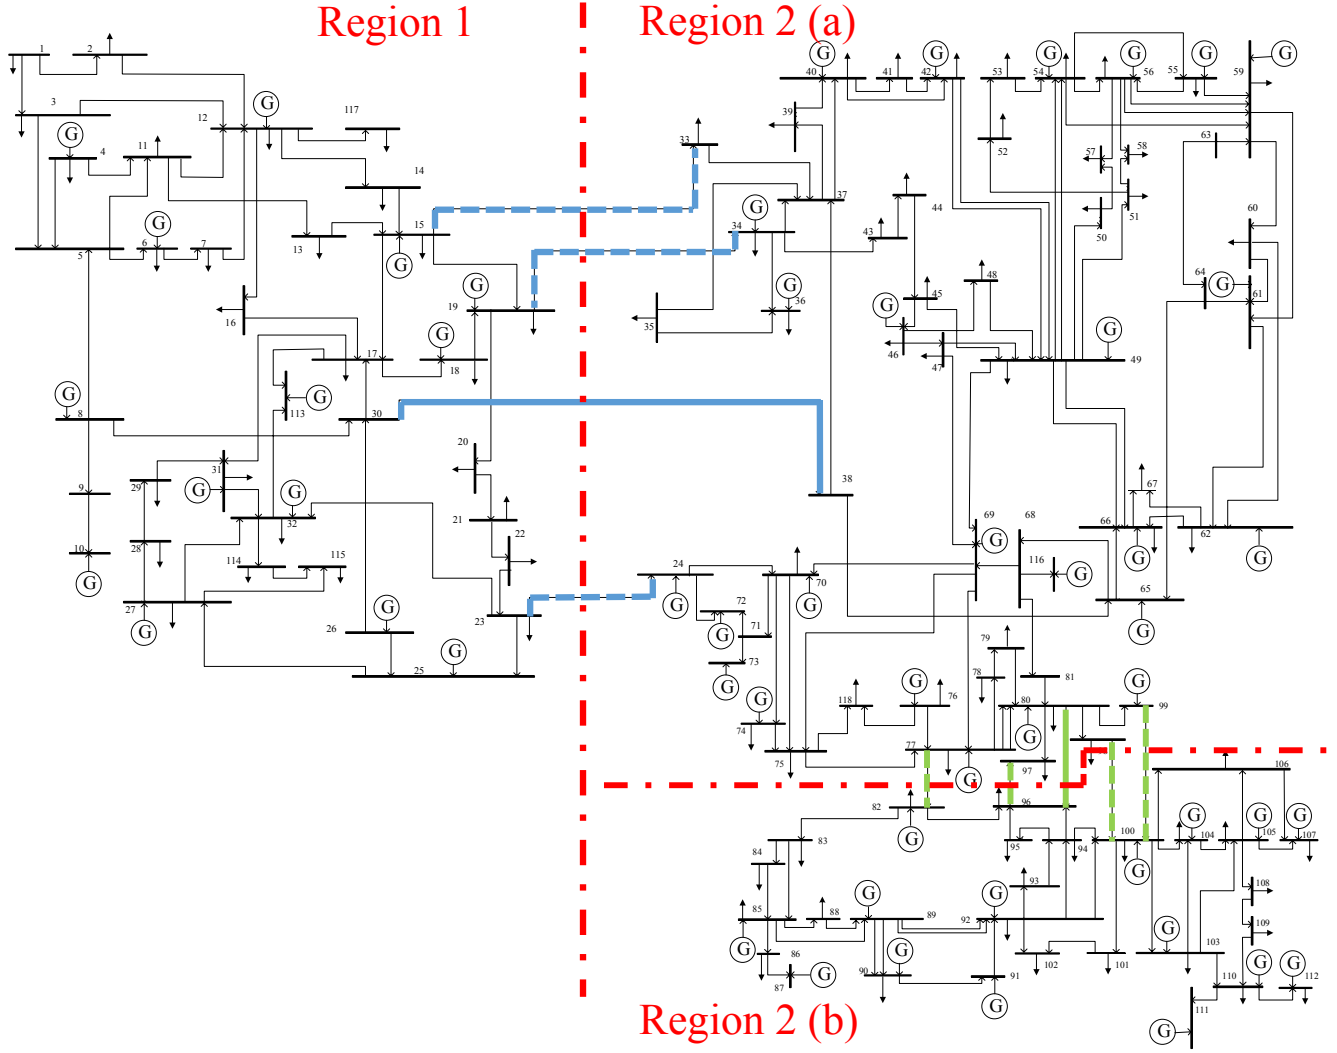 Region 1
Region 2 (a)
1
2
3
G
4
G
11
12
G
117
14
5
6
G
7
13
15
G
16
17
18
G
19
G
113
G
8
G
30
9
10
G
20
21
22
23
29
28
27
G
31
G
32
G
114
115
26
G
25
G
33
34
G
35
36
G
37
38
39
40
G
41
42
G
43
44
45
46
G
47
48
49
G
50
51
52
53
54
G
55
G
56
G
57
58
59
G
60
61
G
62
G
63
64
65
G
66
G
67
68
69
G
116
G
24
G
70
G
71
72
G
73
G
74
G
75
118
76
G
77
G
78
79
80
G
81
97
99
G
82
G
96
83
84
85
G
86
87
G
88
89
G
90
G
91
G
92
G
93
94
95
100
G
101
102
103
G
104
G
105
G
106
107
G
108
109
110
G
111
G
112
G
Region 2 (b)